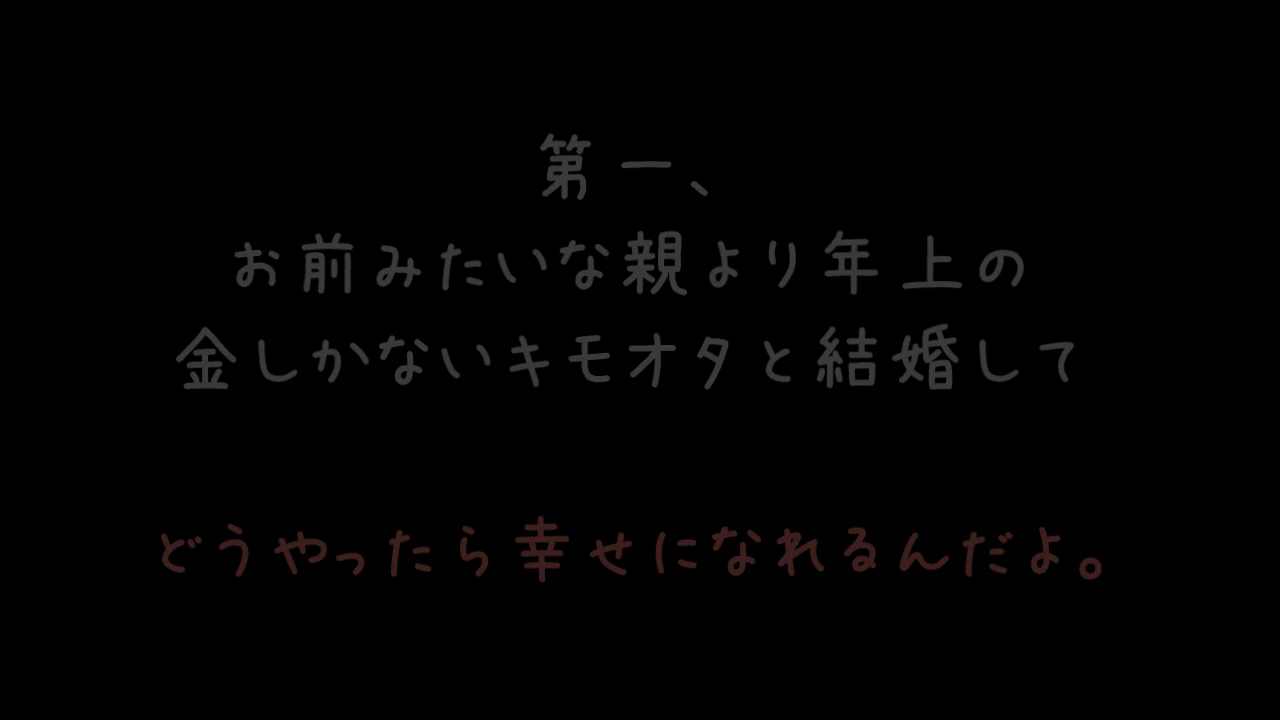 第一、
お前みたいな親より年上の
金しかないキモオタと結婚して
どうやったら幸せになれるんだよ。